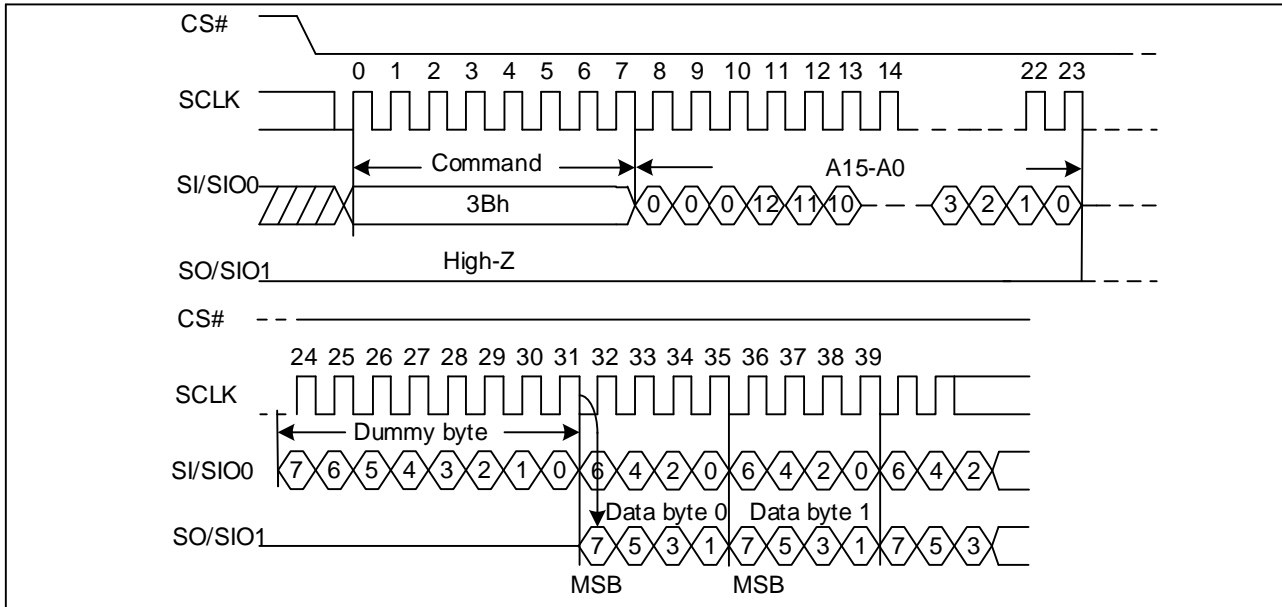 CS#
0 1 2 3 4 5 6 7 8 9 10 11 12 13 14 22 23
SCLK
Command A15-A0
SI/SIO0
3Bh 0 0 0 12 11 10 3 2 1 0
High-Z
SO/SIO1
CS#
24 25 26 27 28 29 30 31 32 33 34 35 36 37 38 39
SCLK
Dummy byte
SI/SIO0 7 6 5 4 3 2 1 0 6 4 2 0 6 4 2 0 6 4 2
Data byte 0 Data byte 1
SO/SIO1 7 5 3 1 7 5 3 1 7 5 3
MSB MSB